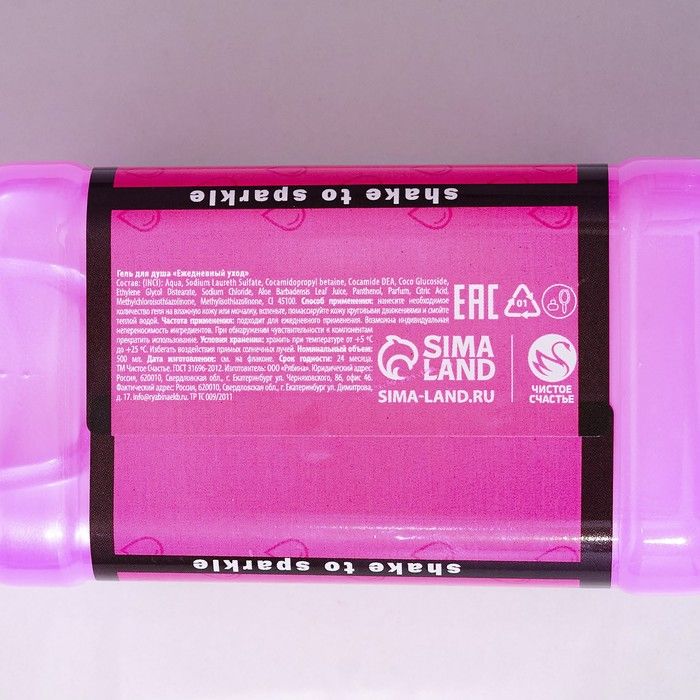 shake to sparkle
Гель для душа «Ежедневный уход»
Состав: (INCI): Aqua, Sodium Laureth Sulfate, Cocamidopropyl betaine, Cocamide DEA, Coco Glucoside,
Ethylene Glycol Distearate, Sodium Chloride, Aloe Barbadensis Leaf Juice, Panthenol, Parfum, Citric Acid,
Methylchloroisothiazolinone, Methylisothiazolinone, CI 45100. Способ применения: нанесите необходимое
количество геля на влажную кожу или мочалку, вспеньте, помассируйте кожу круговыми движениями и смойте
теплой водой. Частота применения: подходит для ежедневного применения. Возможна индивидуальная
непереносимость ингредиентов. При обнаружении чувствительности к компонентам
прекратить использование. Условия хранения: хранить при температуре от +5 °C
до +25 °C. Избегать воздействия прямых солнечных лучей. Номинальный объем:
500 мл. Дата изготовления: см. на флаконе. Срок годности: 24 месяца.
ТМ Чистое Счастье. ГОСТ 31696-2012. Изготовитель: ООО «Рябина». Юридический адрес:
Россия, 620010, Свердловская обл., г. Екатеринбург ул. Черняховского, 86, офис 46.
Фактический адрес: Россия, 620010, Свердловская обл., г. Екатеринбург ул. Димитрова,
д. 17. info@ryabinaekb.ru. ТР ТС 009/2011
EAC
01
SIMA
LAND
SIMA-LAND.RU
ЧИСТОЕ
СЧАСТЬЕ
shake to sparkle